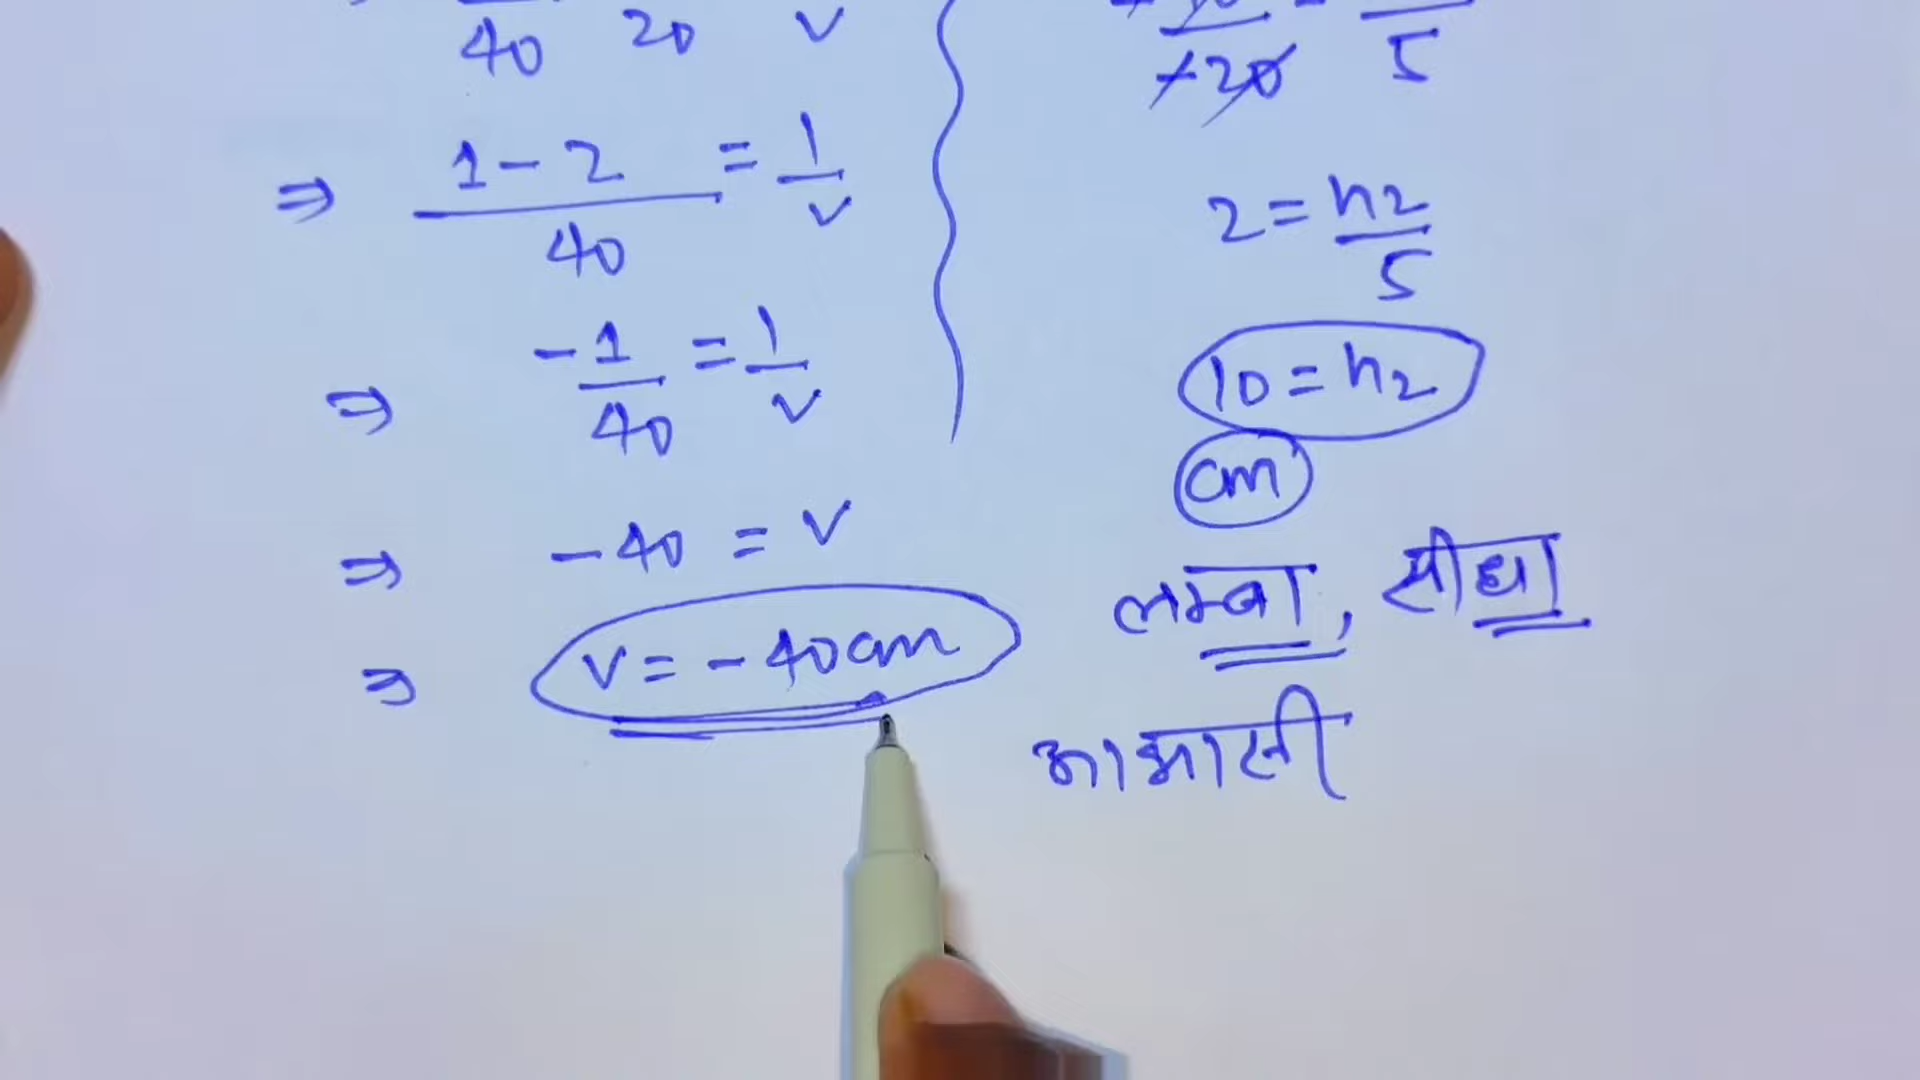 40 20 v
⇒ 1-2/40 = 1/v
⇒ -1/40 = 1/v
⇒ -40 = v
⇒ v = -40cm
-20 5
2 = h2/5
10 = h2
cm
लम्बा, सीधा
आभासी